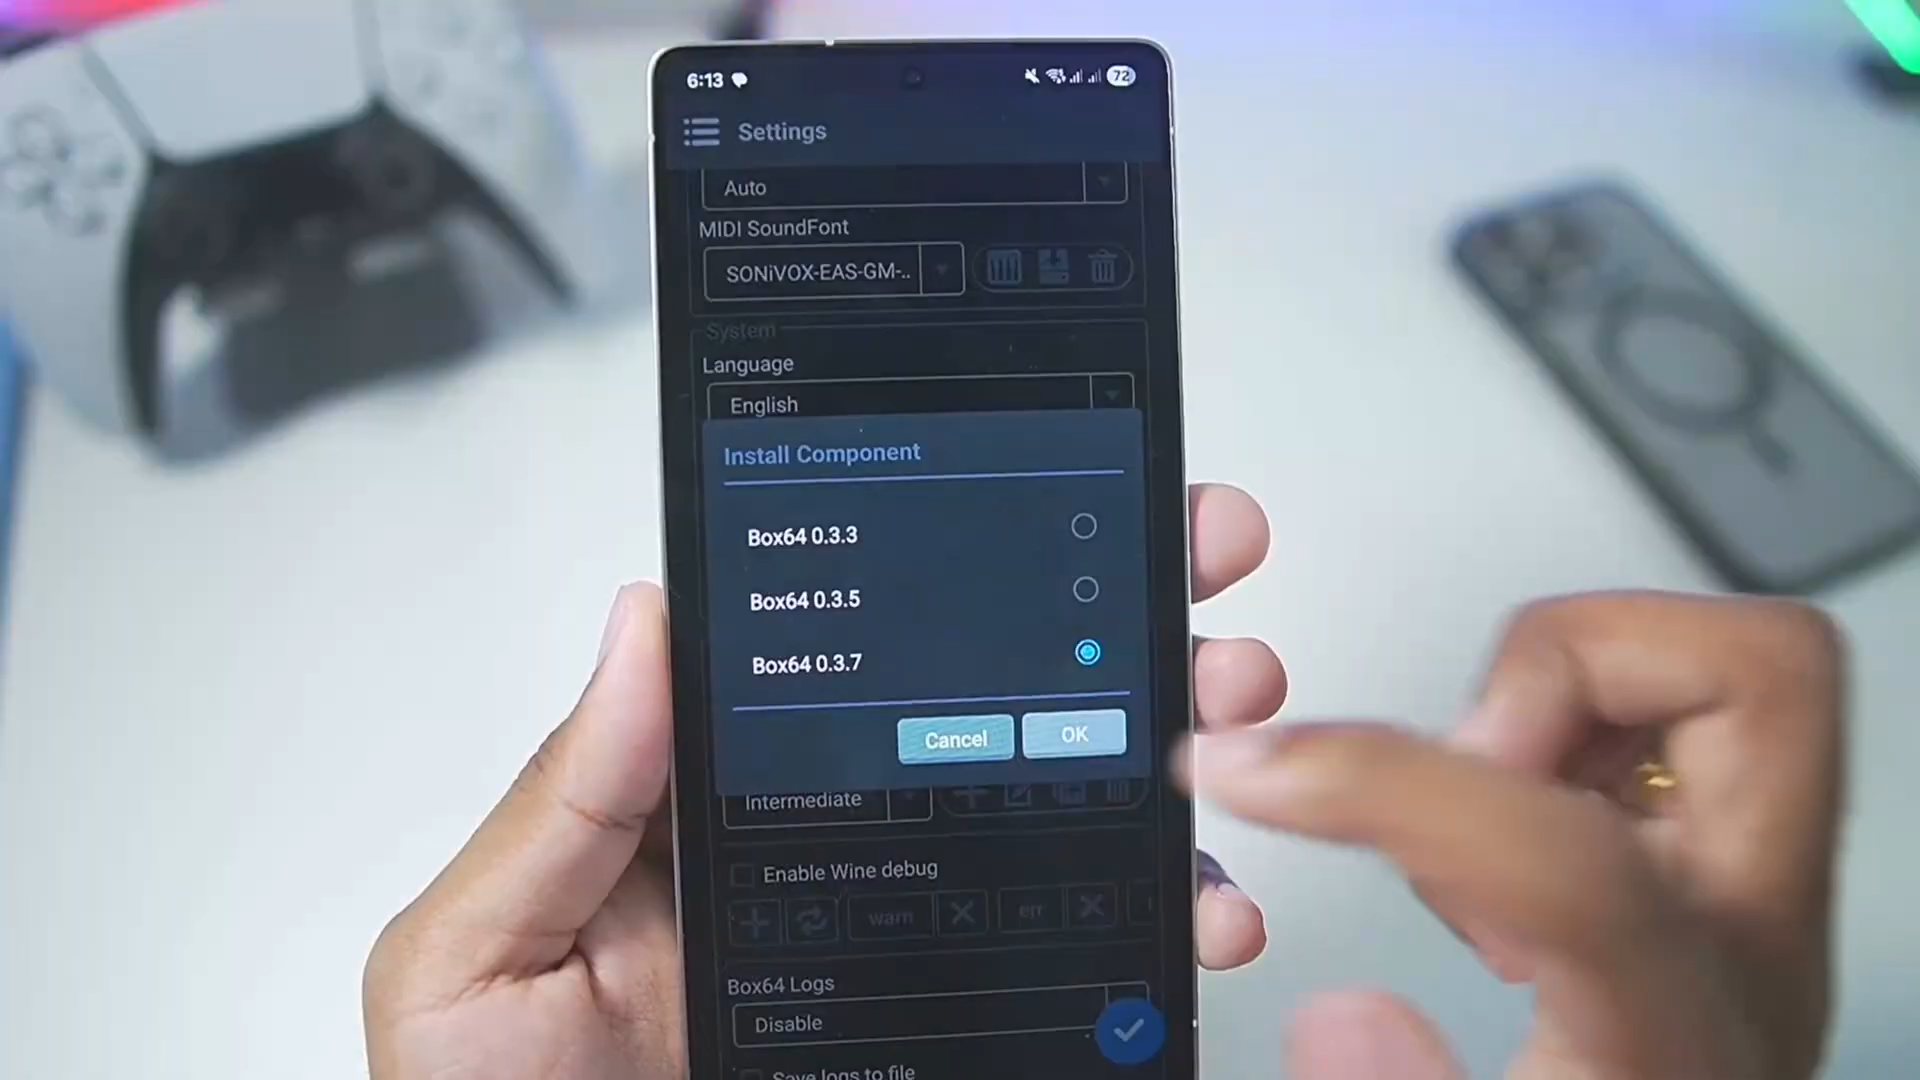 6:13
72
Settings
Auto
MIDI SoundFont
SONiVOX-EAS-GM-..
System
Language
English
Install Component
Box64 0.3.3
Box64 0.3.5
Box64 0.3.7
Cancel
OK
Intermediate
Enable Wine debug
warn
err
Box64 Logs
Disable
Save logs to file